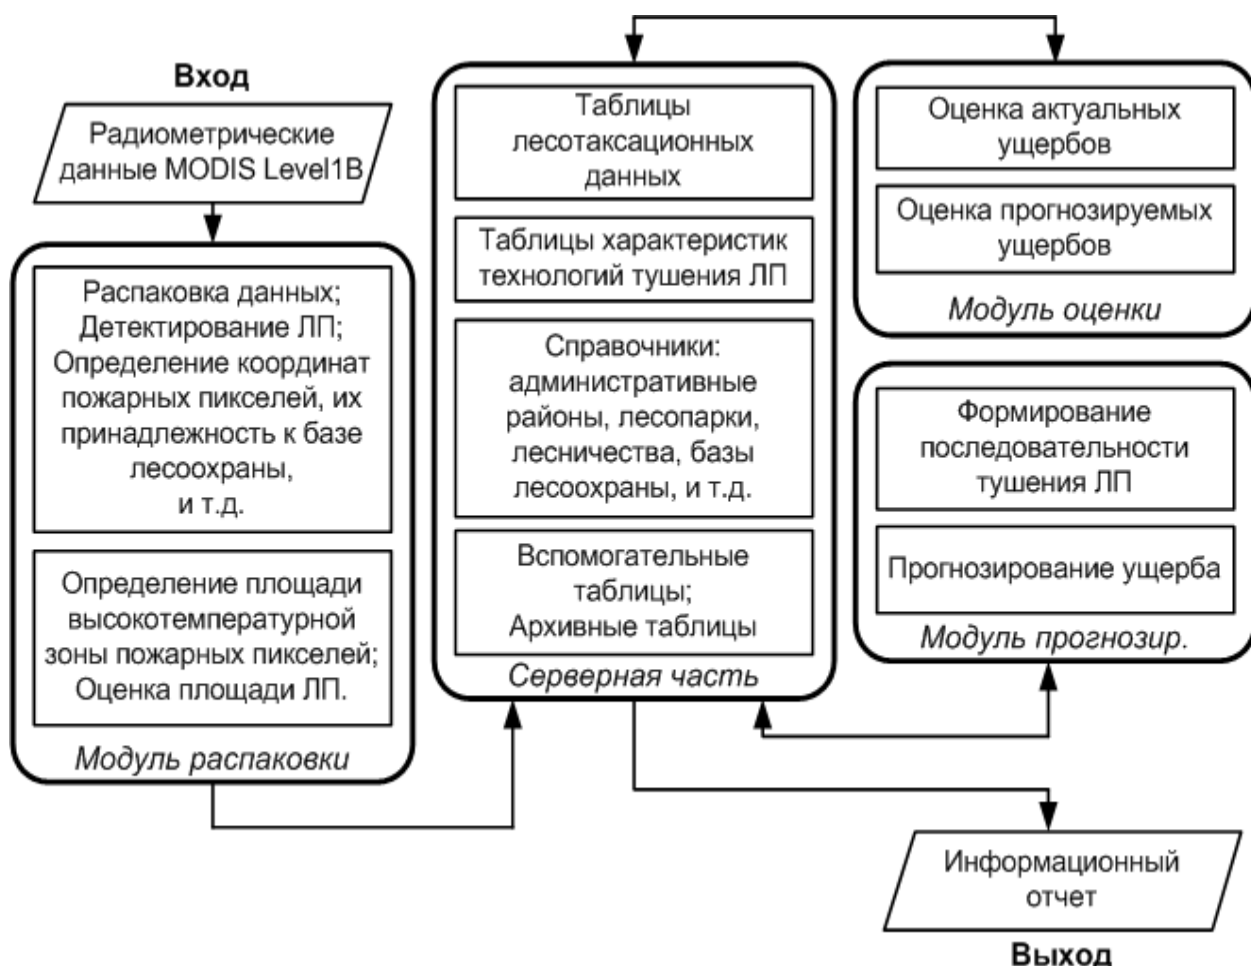 Вход
Радиометрические
данные MODIS Level1B
Распаковка данных;
Детектирование ЛП;
Определение координат
пожарных пикселей, их
принадлежность к базе
лесоохраны,
и т.д.
Определение площади
высокотемпературной
зоны пожарных пикселей;
Оценка площади ЛП.
Модуль распаковки
Таблицы
лесотаксационных
данных
Таблицы характеристик
технологий тушения ЛП
Справочники:
административные
районы, лесопарки,
лесничества, базы
лесоохраны, и т.д.
Вспомогательные
таблицы;
Архивные таблицы
Серверная часть
Оценка актуальных
ущербов
Оценка прогнозируемых
ущербов
Модуль оценки
Формирование
последовательности
тушения ЛП
Прогнозирование ущерба
Модуль прогнозир.
Информационный
отчет
Выход